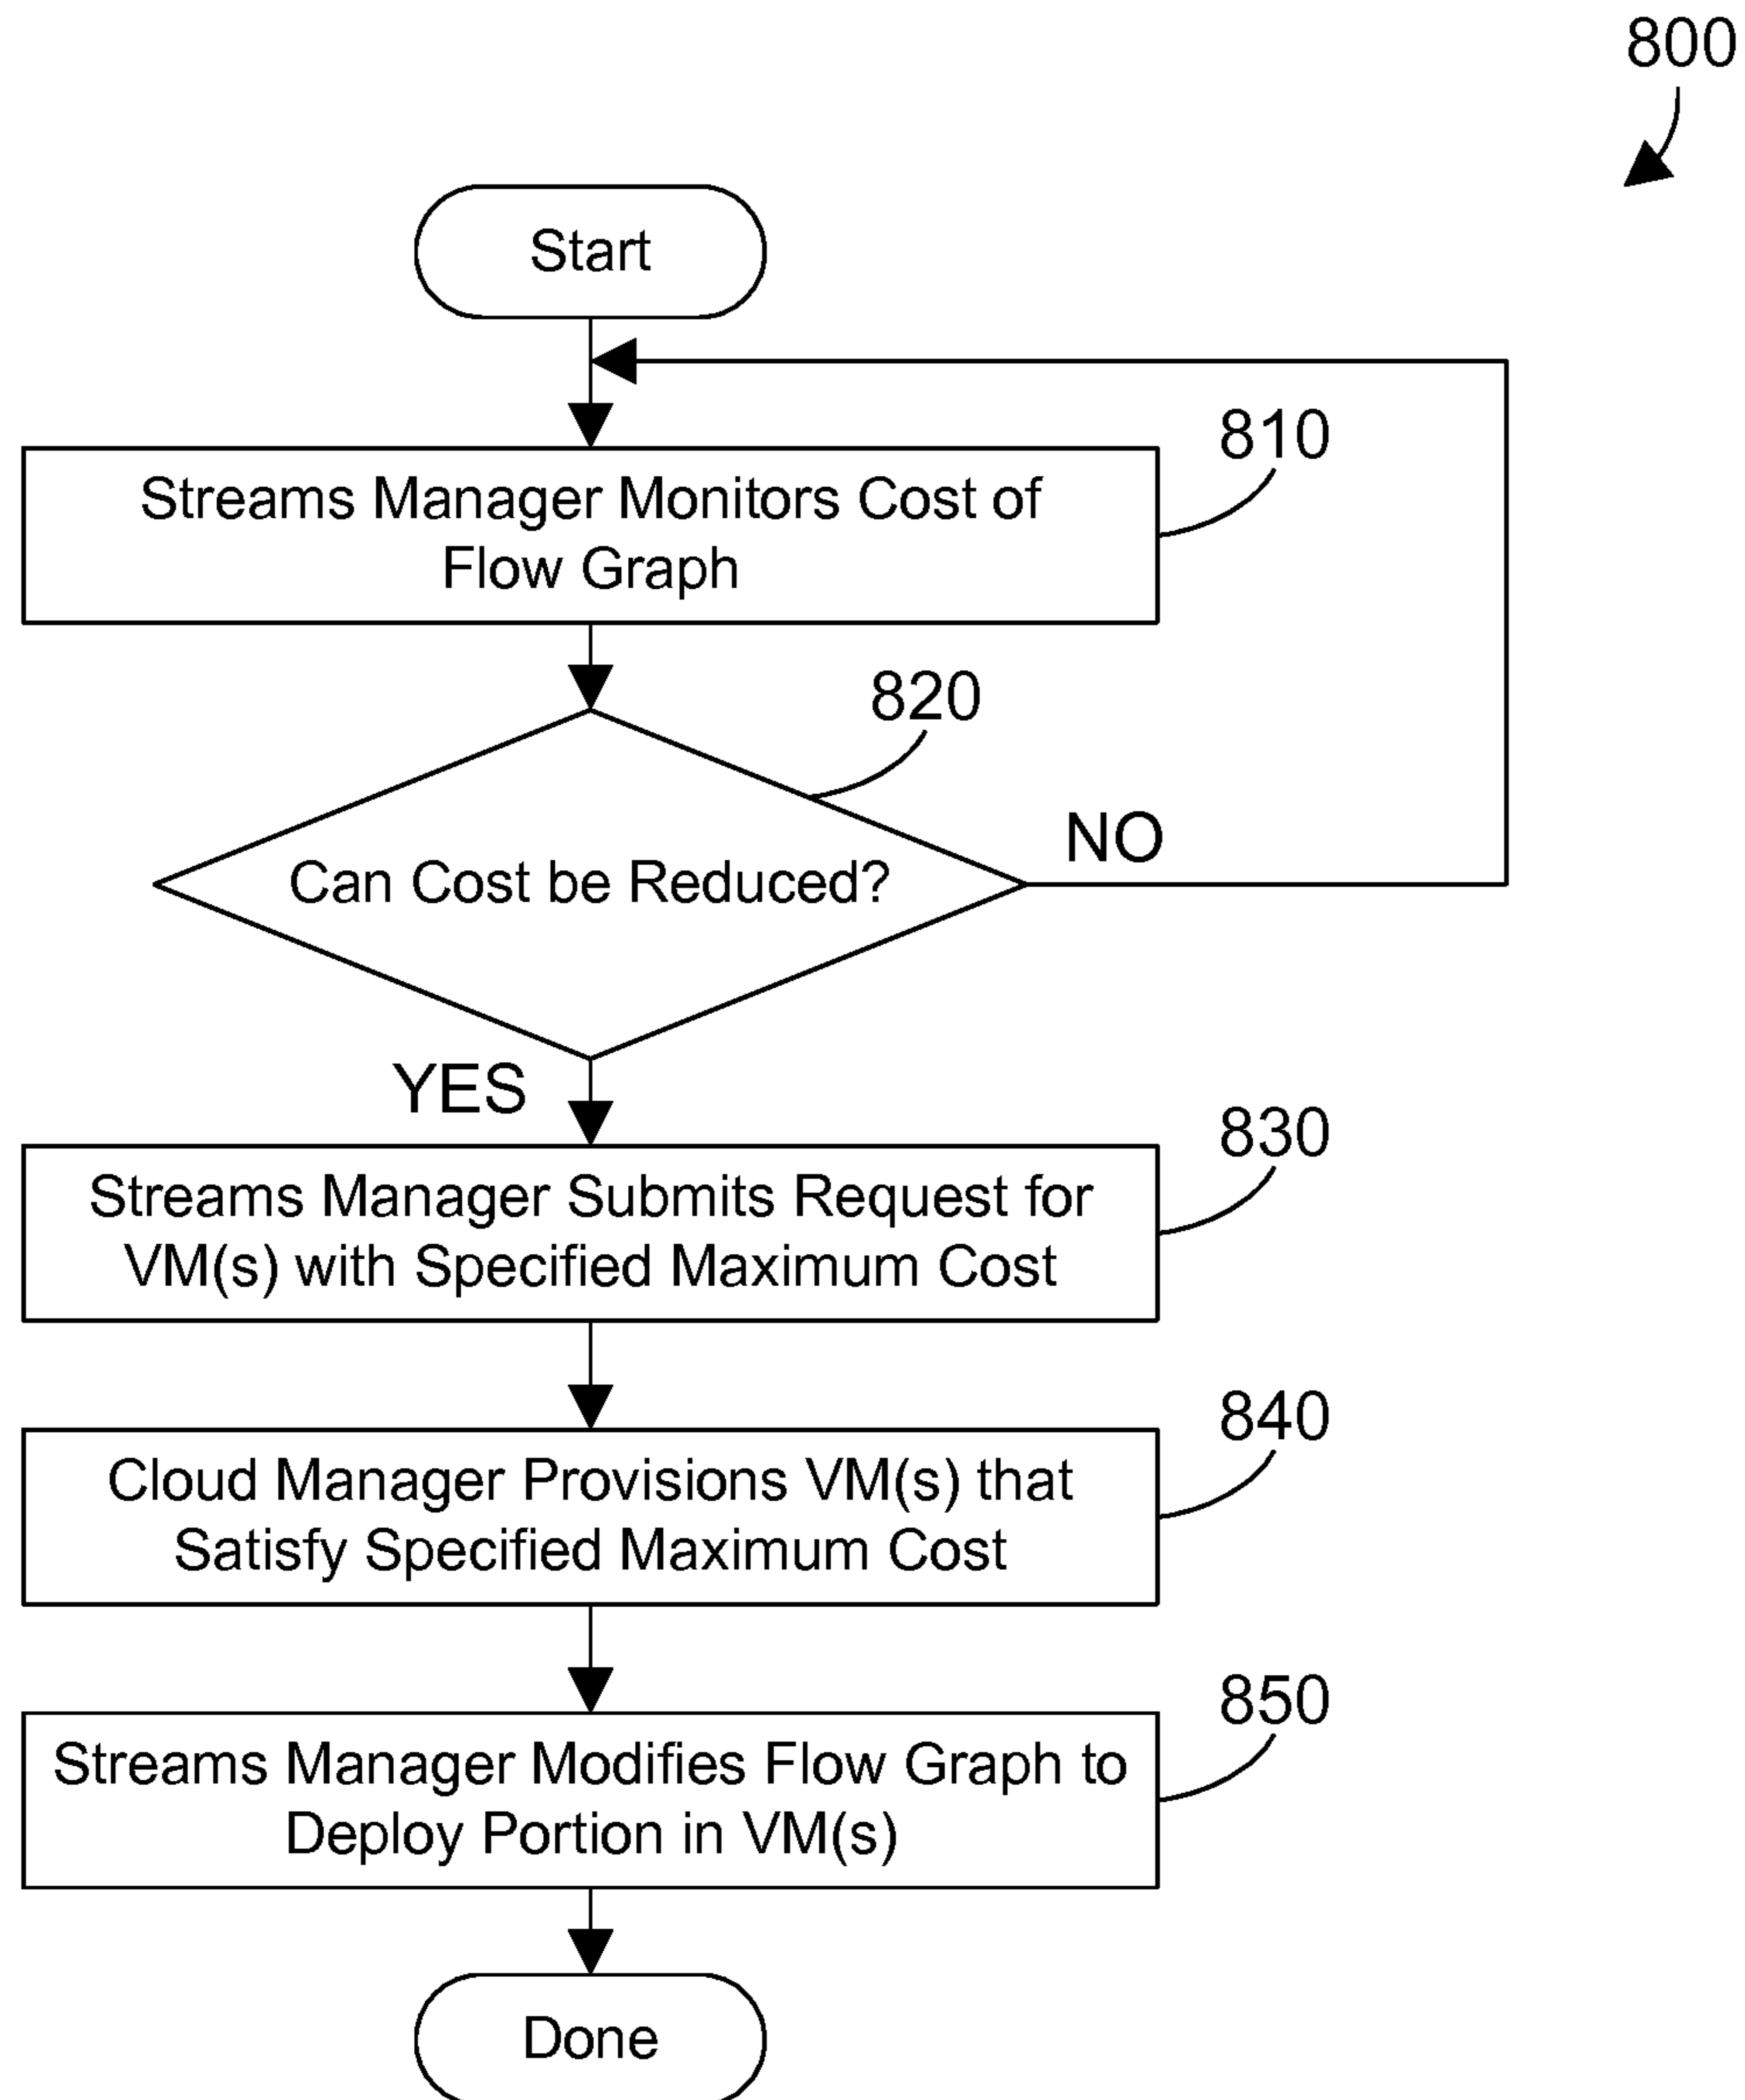 800
Start
810
Streams Manager Monitors Cost of
Flow Graph
820
Can Cost be Reduced?
NO
YES
830
Streams Manager Submits Request for
VM(s) with Specified Maximum Cost
840
Cloud Manager Provisions VM(s) that
Satisfy Specified Maximum Cost
850
Streams Manager Modifies Flow Graph to
Deploy Portion in VM(s)
Done